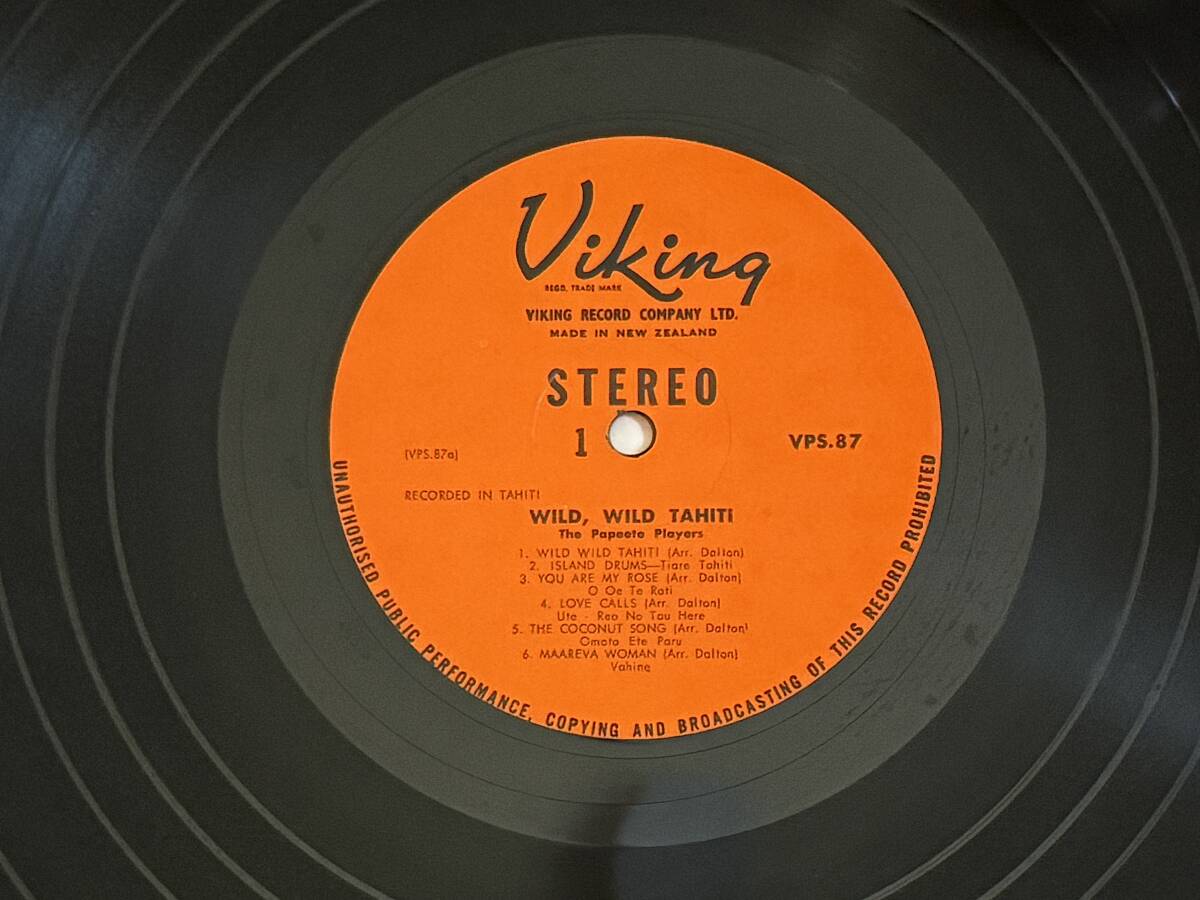 Viking
REGD. TRADE MARK
VIKING RECORD COMPANY LTD.
MADE IN NEW ZEALAND
STEREO
1
VPS.87
(VPS.87a)
RECORDED IN TAHITI
WILD, WILD TAHITI
The Papeete Players
1. WILD WILD TAHITI (Arr. Dalton)
2. ISLAND DRUMS—Tiare Tahiti
3. YOU ARE MY ROSE (Arr. Dalton)
O Oe Te Roti
4. LOVE CALLS (Arr. Dalton)
Ute - Reo No Tau Here
5. THE COCONUT SONG (Arr. Dalton)
Omoto Ete Paru
6. MAAREVA WOMAN (Arr. Dalton)
Vahine
UNAUTHORISED PUBLIC PERFORMANCE, COPYING AND BROADCASTING OF THIS RECORD PROHIBITED